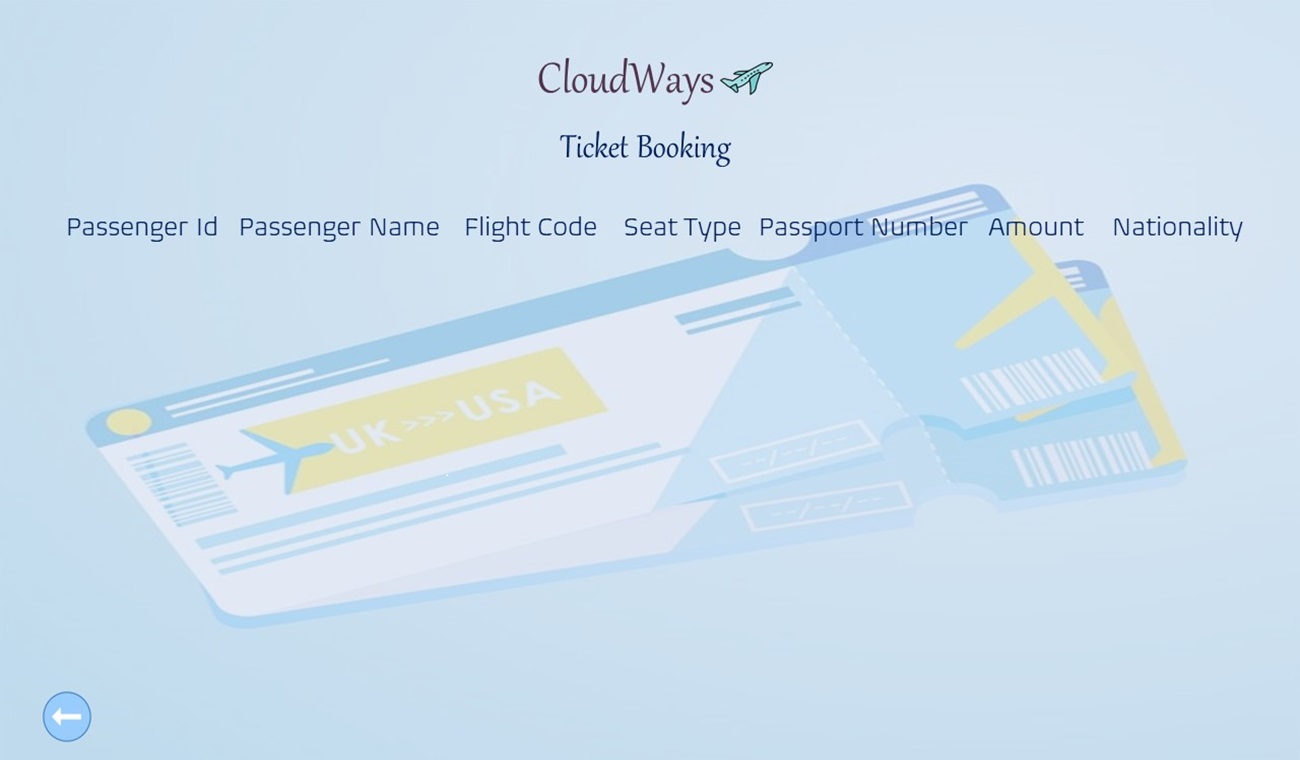 CloudWays
Ticket Booking
Passenger Id Passenger Name Flight Code Seat Type Passport Number Amount Nationality
UK>>>USA
--/--/--
--/--/--